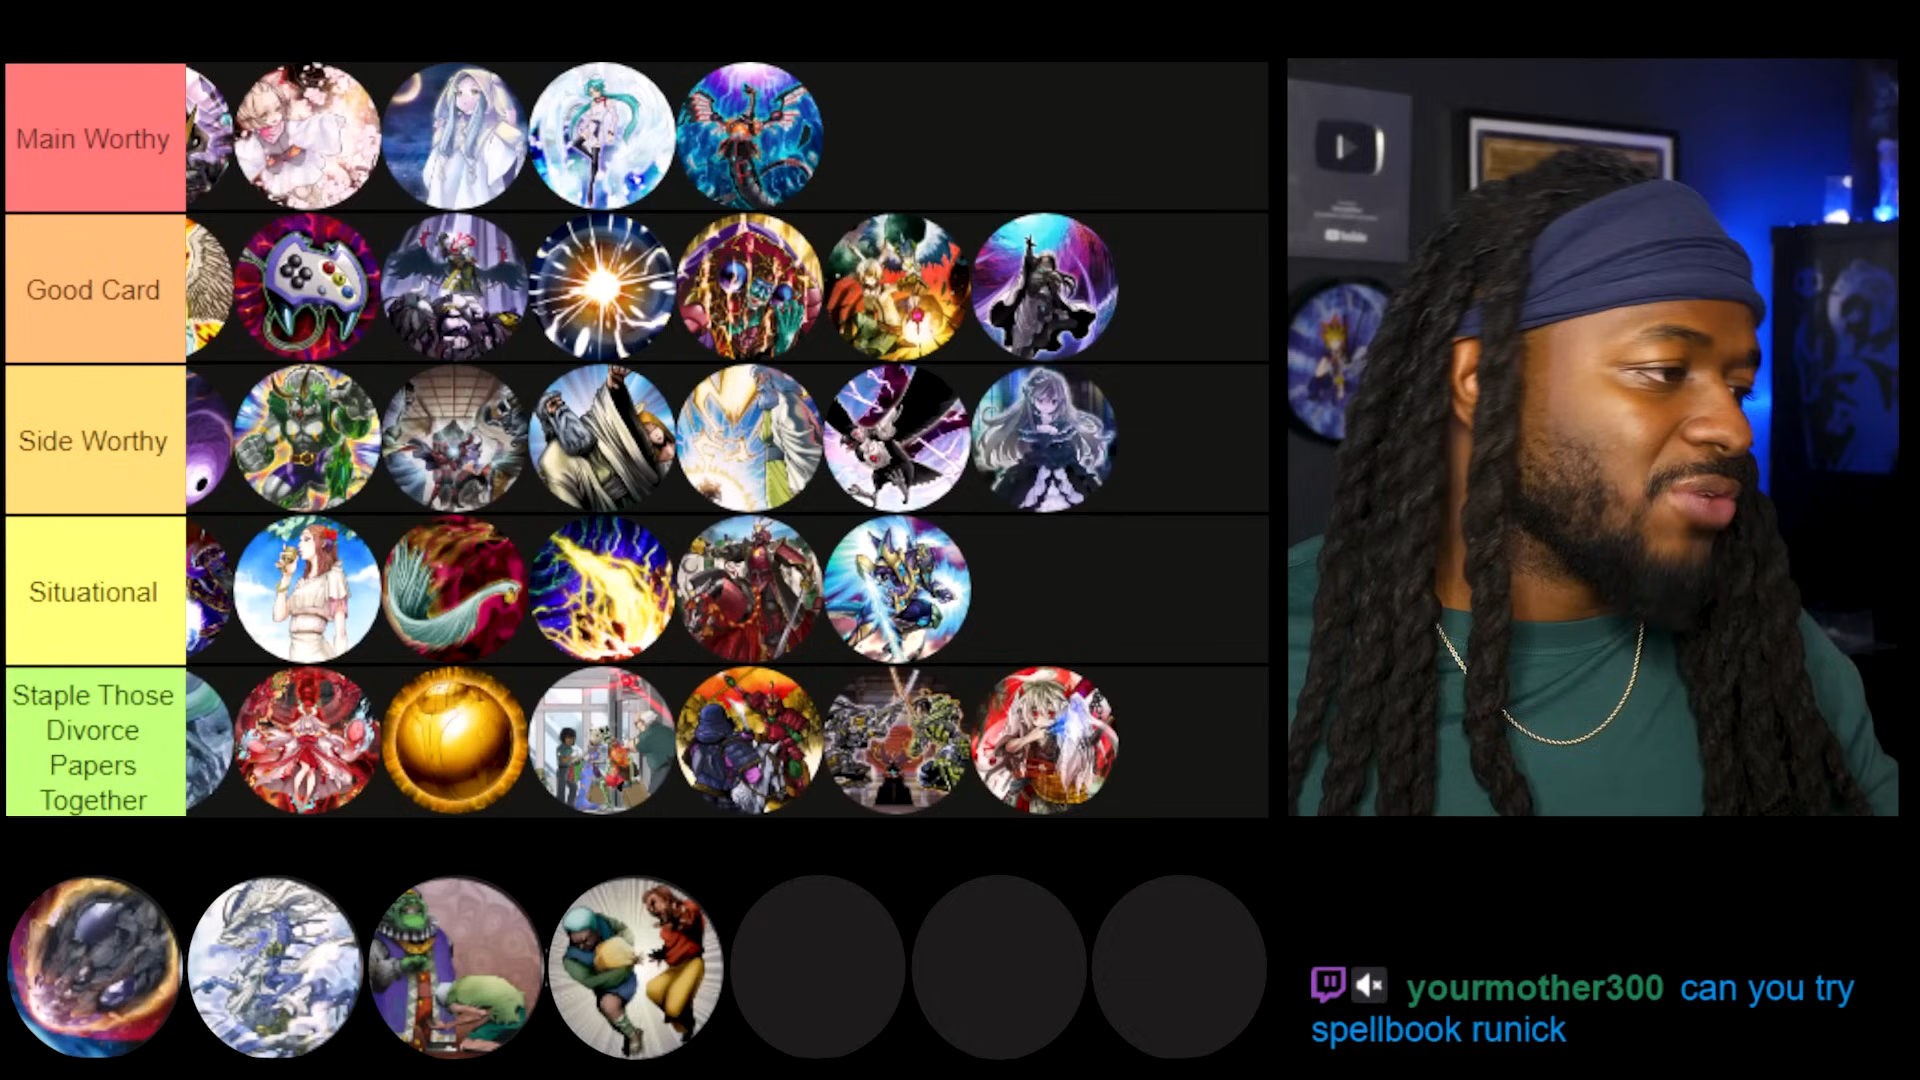 Main Worthy
Good Card
Side Worthy
Situational
Staple Those
Divorce
Papers
Together
yourmother300 can you try
spellbook runick